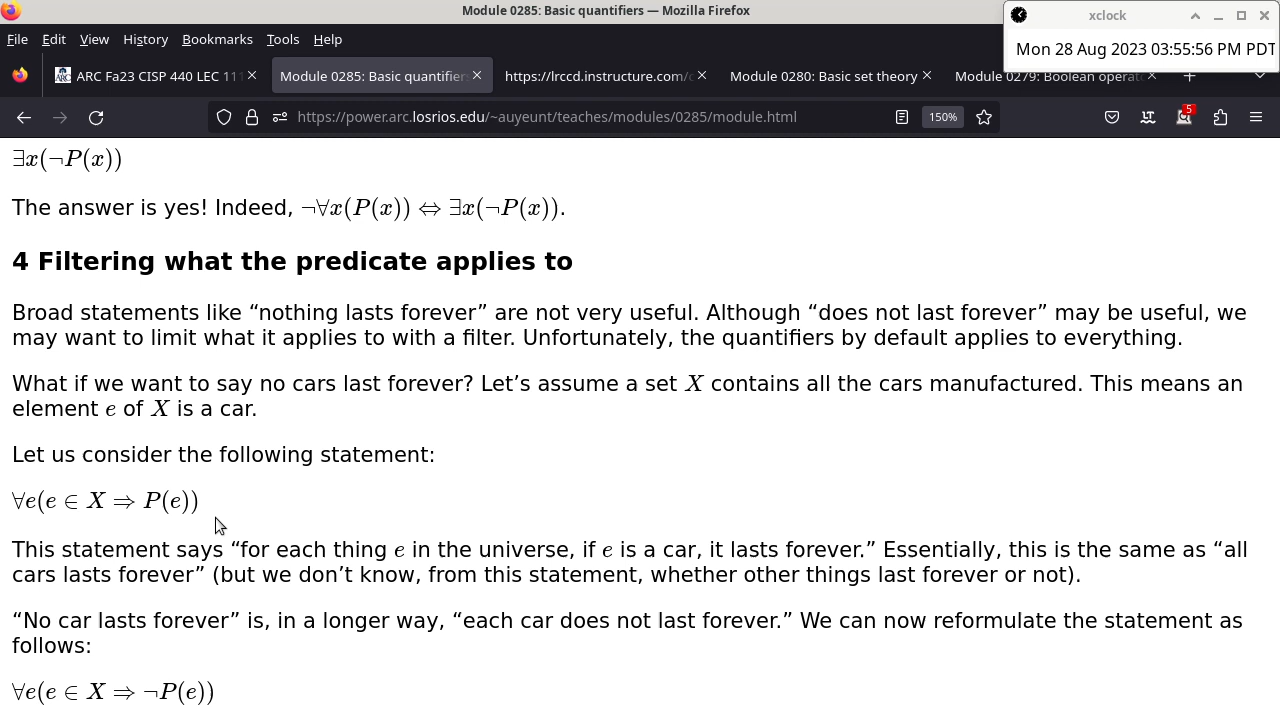 Module 0285: Basic quantifiers — Mozilla Firefox
xclock
File Edit View History Bookmarks Tools Help
Mon 28 Aug 2023 03:55:56 PM PDT
ARC Fa23 CISP 440 LEC 111
Module 0285: Basic quantifiers
https://lrccd.instructure.com/c
Module 0280: Basic set theory
Module 0279: Boolean operat
https://power.arc.losrios.edu/~auyeunt/teaches/modules/0285/module.html
150%
5
∃x(¬P(x))
The answer is yes! Indeed, ¬∀x(P(x)) ⇔ ∃x(¬P(x)).
4 Filtering what the predicate applies to
Broad statements like “nothing lasts forever” are not very useful. Although “does not last forever” may be useful, we
may want to limit what it applies to with a filter. Unfortunately, the quantifiers by default applies to everything.
What if we want to say no cars last forever? Let’s assume a set X contains all the cars manufactured. This means an
element e of X is a car.
Let us consider the following statement:
∀e(e ∈ X ⇒ P(e))
This statement says “for each thing e in the universe, if e is a car, it lasts forever.” Essentially, this is the same as “all
cars lasts forever” (but we don’t know, from this statement, whether other things last forever or not).
“No car lasts forever” is, in a longer way, “each car does not last forever.” We can now reformulate the statement as
follows:
∀e(e ∈ X ⇒ ¬P(e))